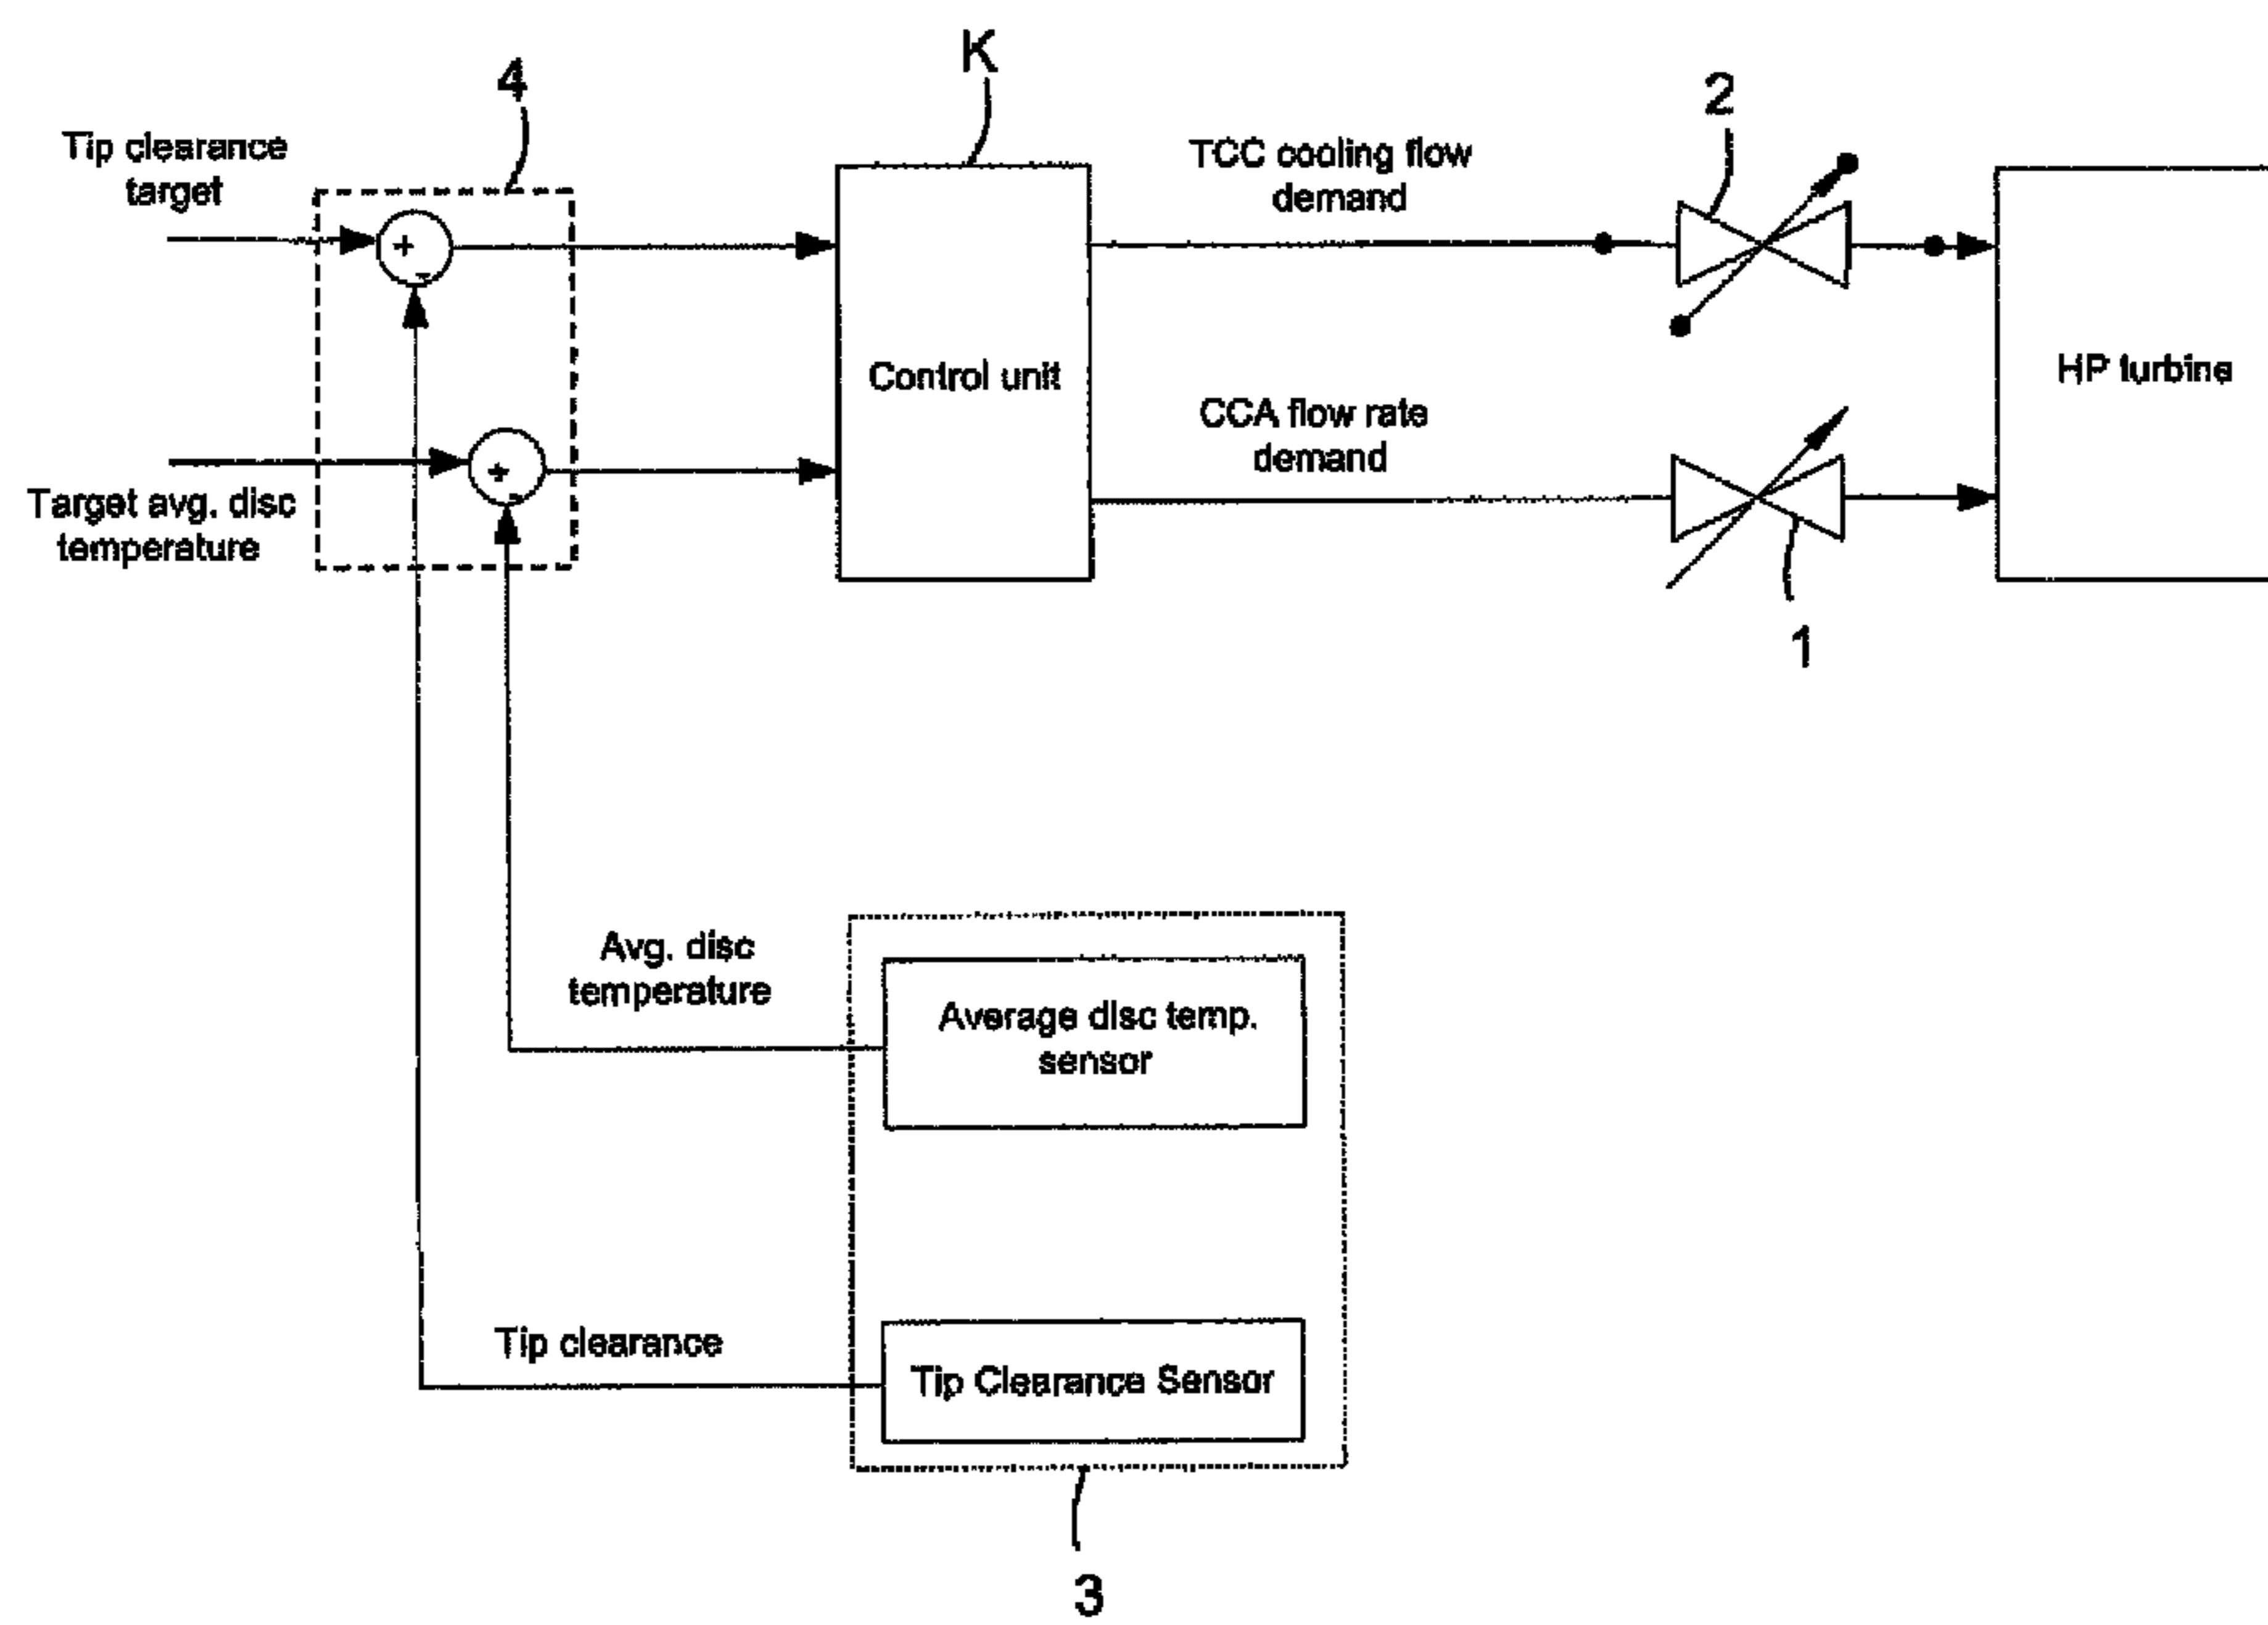 K
4
2
Tip clearance
target
TCC cooling flow
demand
+
-
Control unit
HP turbine
CCA flow rate
demand
+
-
Target avg. disc
temperature
1
Avg. disc
temperature
Average disc temp.
sensor
Tip clearance
Tip Clearance Sensor
3